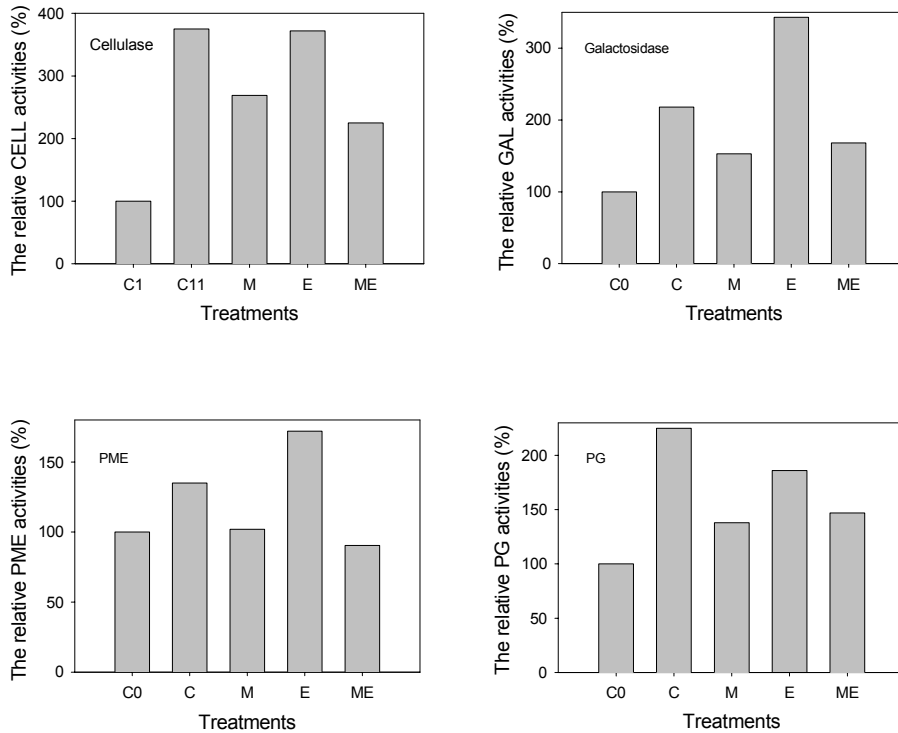 The relative CELL activities (%)
400
300
200
100
0
Cellulase
C1 C11 M E ME
Treatments
The relative GAL activities (%)
300
200
100
0
Galactosidase
C0 C M E ME
Treatments
The relative PME activities (%)
150
100
50
0
PME
C0 C M E ME
Treatments
The relative PG activities (%)
200
150
100
50
0
PG
C0 C M E ME
Treatments